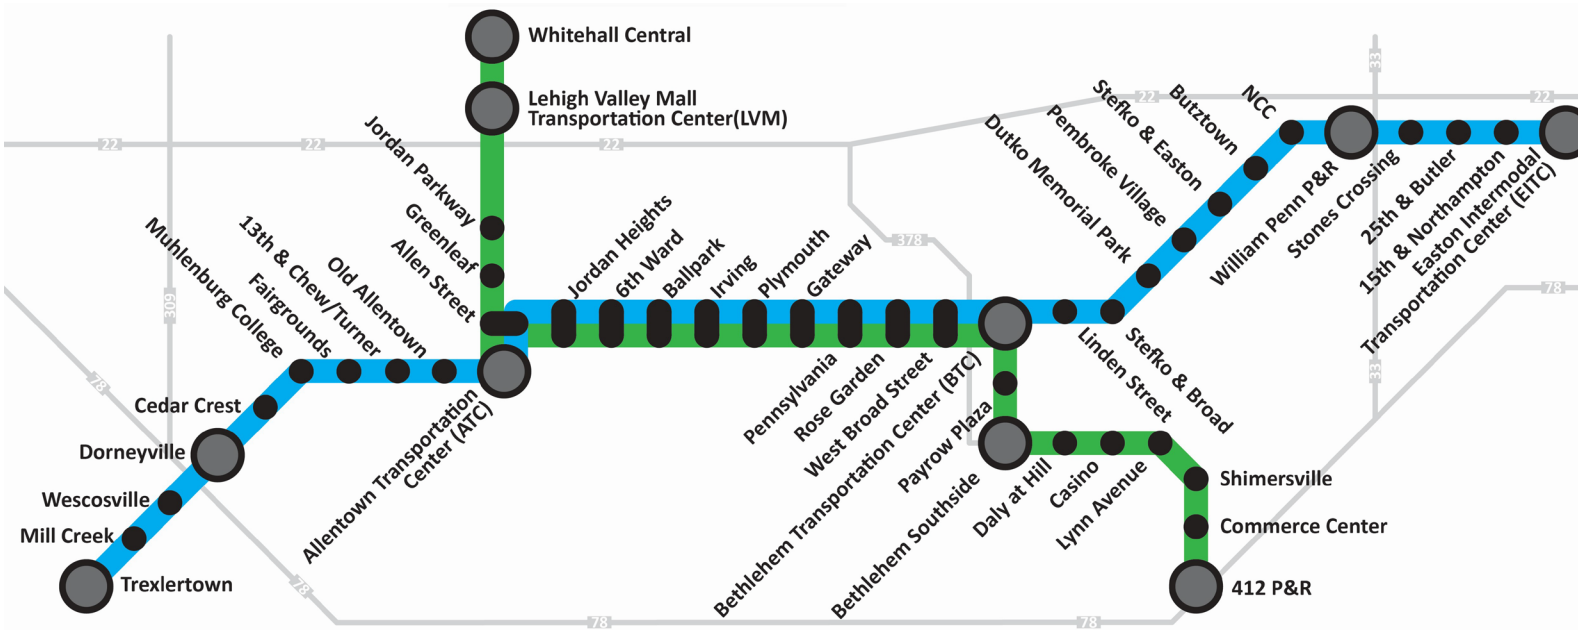 Whitehall Central
Lehigh Valley Mall
Transportation Center(LVM)
22
22
22
22
22
33
33
309
378
78
78
78
78
78
Jordan Parkway
Greenleaf
Allen Street
Muhlenburg College
Fairgrounds
13th & Chew/Turner
Old Allentown
Cedar Crest
Dorneyville
Wescosville
Mill Creek
Trexlertown
Allentown Transportation
Center (ATC)
Jordan Heights
6th Ward
Ballpark
Irving
Plymouth
Gateway
Pennsylvania
Rose Garden
West Broad Street
Bethlehem Transportation Center (BTC)
Payrow Plaza
Bethlehem Southside
Daly at Hill
Casino
Lynn Avenue
Shimersville
Commerce Center
412 P&R
Linden Street
Stefko & Broad
Dutko Memorial Park
Pembroke Village
Stefko & Easton
Butztown
NCC
William Penn P&R
Stones Crossing
25th & Butler
15th & Northampton
Easton Intermodal
Transportation Center (EITC)